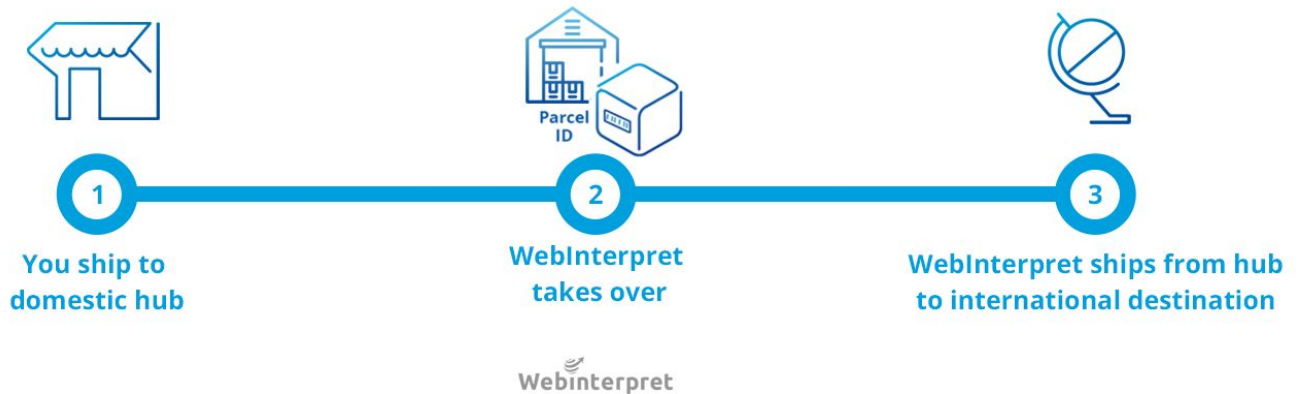 Parcel
ID
1
2
3
You ship to
domestic hub
WebInterpret
takes over
WebInterpret ships from hub
to international destination
Webinterpret